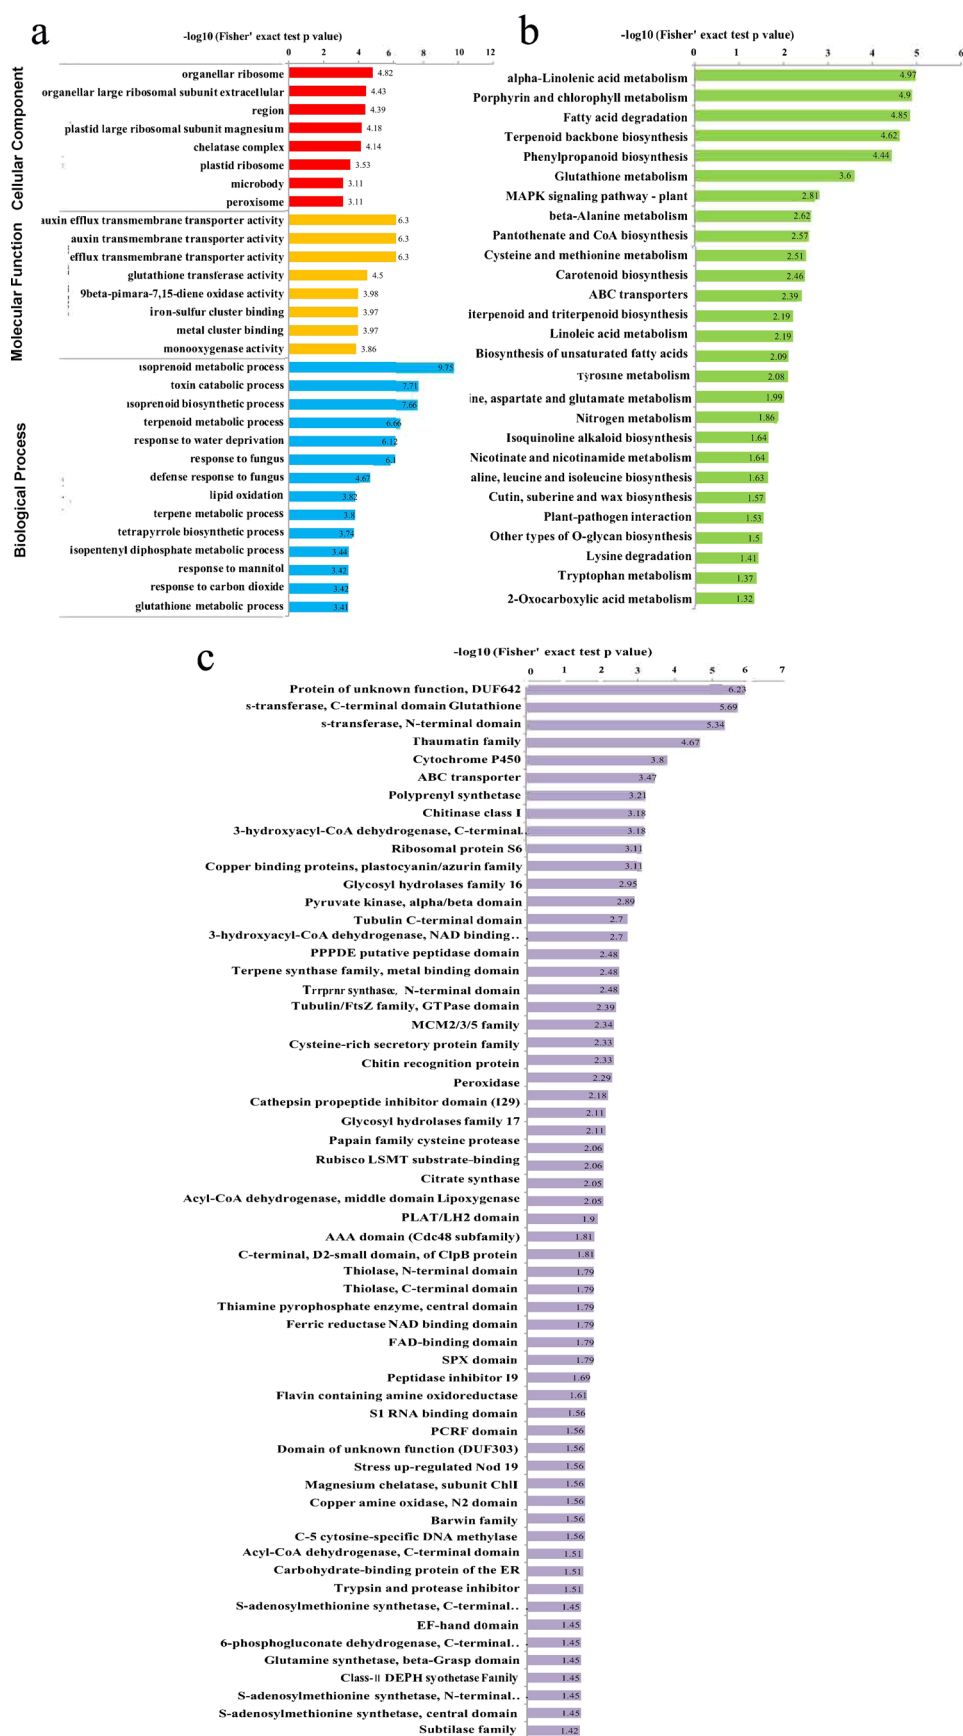 a
-log10 (Fisher' exact test p value)
0 2 4 6 8 10 12
Cellular Component
organellar ribosome 4.82
organellar large ribosomal subunit extracellular 4.43
region 4.39
plastid large ribosomal subunit magnesium 4.18
chelatase complex 4.14
plastid ribosome 3.53
microbody 3.11
peroxisome 3.11
Molecular Function
auxin efflux transmembrane transporter activity 6.3
auxin transmembrane transporter activity 6.3
efflux transmembrane transporter activity 6.3
glutathione transferase activity 4.5
9beta-pimara-7,15-diene oxidase activity 3.98
iron-sulfur cluster binding 3.97
metal cluster binding 3.97
monooxygenase activity 3.86
Biological Process
isoprenoid metabolic process 9.75
toxin catabolic process 7.71
isoprenoid biosynthetic process 7.66
terpenoid metabolic process 6.66
response to water deprivation 6.12
response to fungus 6.1
defense response to fungus 4.67
lipid oxidation 3.82
terpene metabolic process 3.8
tetrapyrrole biosynthetic process 3.74
isopentenyl diphosphate metabolic process 3.44
response to mannitol 3.42
response to carbon dioxide 3.42
glutathione metabolic process 3.41
b
-log10 (Fisher' exact test p value)
0 1 2 3 4 5 6
alpha-Linolenic acid metabolism 4.97
Porphyrin and chlorophyll metabolism 4.9
Fatty acid degradation 4.85
Terpenoid backbone biosynthesis 4.62
Phenylpropanoid biosynthesis 4.44
Glutathione metabolism 3.6
MAPK signaling pathway - plant 2.81
beta-Alanine metabolism 2.62
Pantothenate and CoA biosynthesis 2.57
Cysteine and methionine metabolism 2.51
Carotenoid biosynthesis 2.46
ABC transporters 2.39
iterpenoid and triterpenoid biosynthesis 2.19
Linoleic acid metabolism 2.19
Biosynthesis of unsaturated fatty acids 2.09
Tyrosine metabolism 2.08
ine, aspartate and glutamate metabolism 1.99
Nitrogen metabolism 1.86
Isoquinoline alkaloid biosynthesis 1.64
Nicotinate and nicotinamide metabolism 1.64
aline, leucine and isoleucine biosynthesis 1.63
Cutin, suberine and wax biosynthesis 1.57
Plant-pathogen interaction 1.53
Other types of O-glycan biosynthesis 1.5
Lysine degradation 1.41
Tryptophan metabolism 1.37
2-Oxocarboxylic acid metabolism 1.32
c
-log10 (Fisher' exact test p value)
0 1 2 3 4 5 6 7
Protein of unknown function, DUF642 6.23
s-transferase, C-terminal domain Glutathione 5.69
s-transferase, N-terminal domain 5.34
Thaumatin family 4.67
Cytochrome P450 3.8
ABC transporter 3.47
Polyprenyl synthetase 3.21
Chitinase class I 3.18
3-hydroxyacyl-CoA dehydrogenase, C-terminal. 3.18
Ribosomal protein S6 3.11
Copper binding proteins, plastocyanin/azurin family 3.11
Glycosyl hydrolases family 16 2.95
Pyruvate kinase, alpha/beta domain 2.89
Tubulin C-terminal domain 2.7
3-hydroxyacyl-CoA dehydrogenase, NAD binding.. 2.7
PPPDE putative peptidase domain 2.48
Terpene synthase family, metal binding domain 2.48
Trrprnr synthase, N-terminal domain 2.48
Tubulin/FtsZ family, GTPase domain 2.39
MCM2/3/5 family 2.34
Cysteine-rich secretory protein family 2.33
Chitin recognition protein 2.33
Peroxidase 2.29
2.18
Cathepsin propeptide inhibitor domain (I29)
2.11
Glycosyl hydrolases family 17
2.11
Papain family cysteine protease
2.06
Rubisco LSMT substrate-binding
2.06
Citrate synthase
2.05
Acyl-CoA dehydrogenase, middle domain Lipoxygenase 2.05
PLAT/LH2 domain 1.9
AAA domain (Cdc48 subfamily) 1.81
C-terminal, D2-small domain, of ClpB protein 1.81
Thiolase, N-terminal domain 1.79
Thiolase, C-terminal domain 1.79
Thiamine pyrophosphate enzyme, central domain 1.79
Ferric reductase NAD binding domain 1.79
FAD-binding domain 1.79
SPX domain 1.79
Peptidase inhibitor I9 1.69
Flavin containing amine oxidoreductase 1.61
S1 RNA binding domain 1.56
PCRF domain 1.56
Domain of unknown function (DUF303) 1.56
Stress up-regulated Nod 19 1.56
Magnesium chelatase, subunit ChlI 1.56
Copper amine oxidase, N2 domain 1.56
Barwin family 1.56
C-5 cytosine-specific DNA methylase 1.56
Acyl-CoA dehydrogenase, C-terminal domain 1.51
Carbohydrate-binding protein of the ER 1.51
Trypsin and protease inhibitor 1.51
S-adenosylmethionine synthetase, C-terminal.. 1.45
EF-hand domain 1.45
6-phosphogluconate dehydrogenase, C-terminal.. 1.45
Glutamine synthetase, beta-Grasp domain 1.45
Class-II DEPH syothetase Family 1.45
S-adenosylmethionine synthetase, N-terminal.. 1.45
S-adenosylmethionine synthetase, central domain 1.45
Subtilase family 1.42